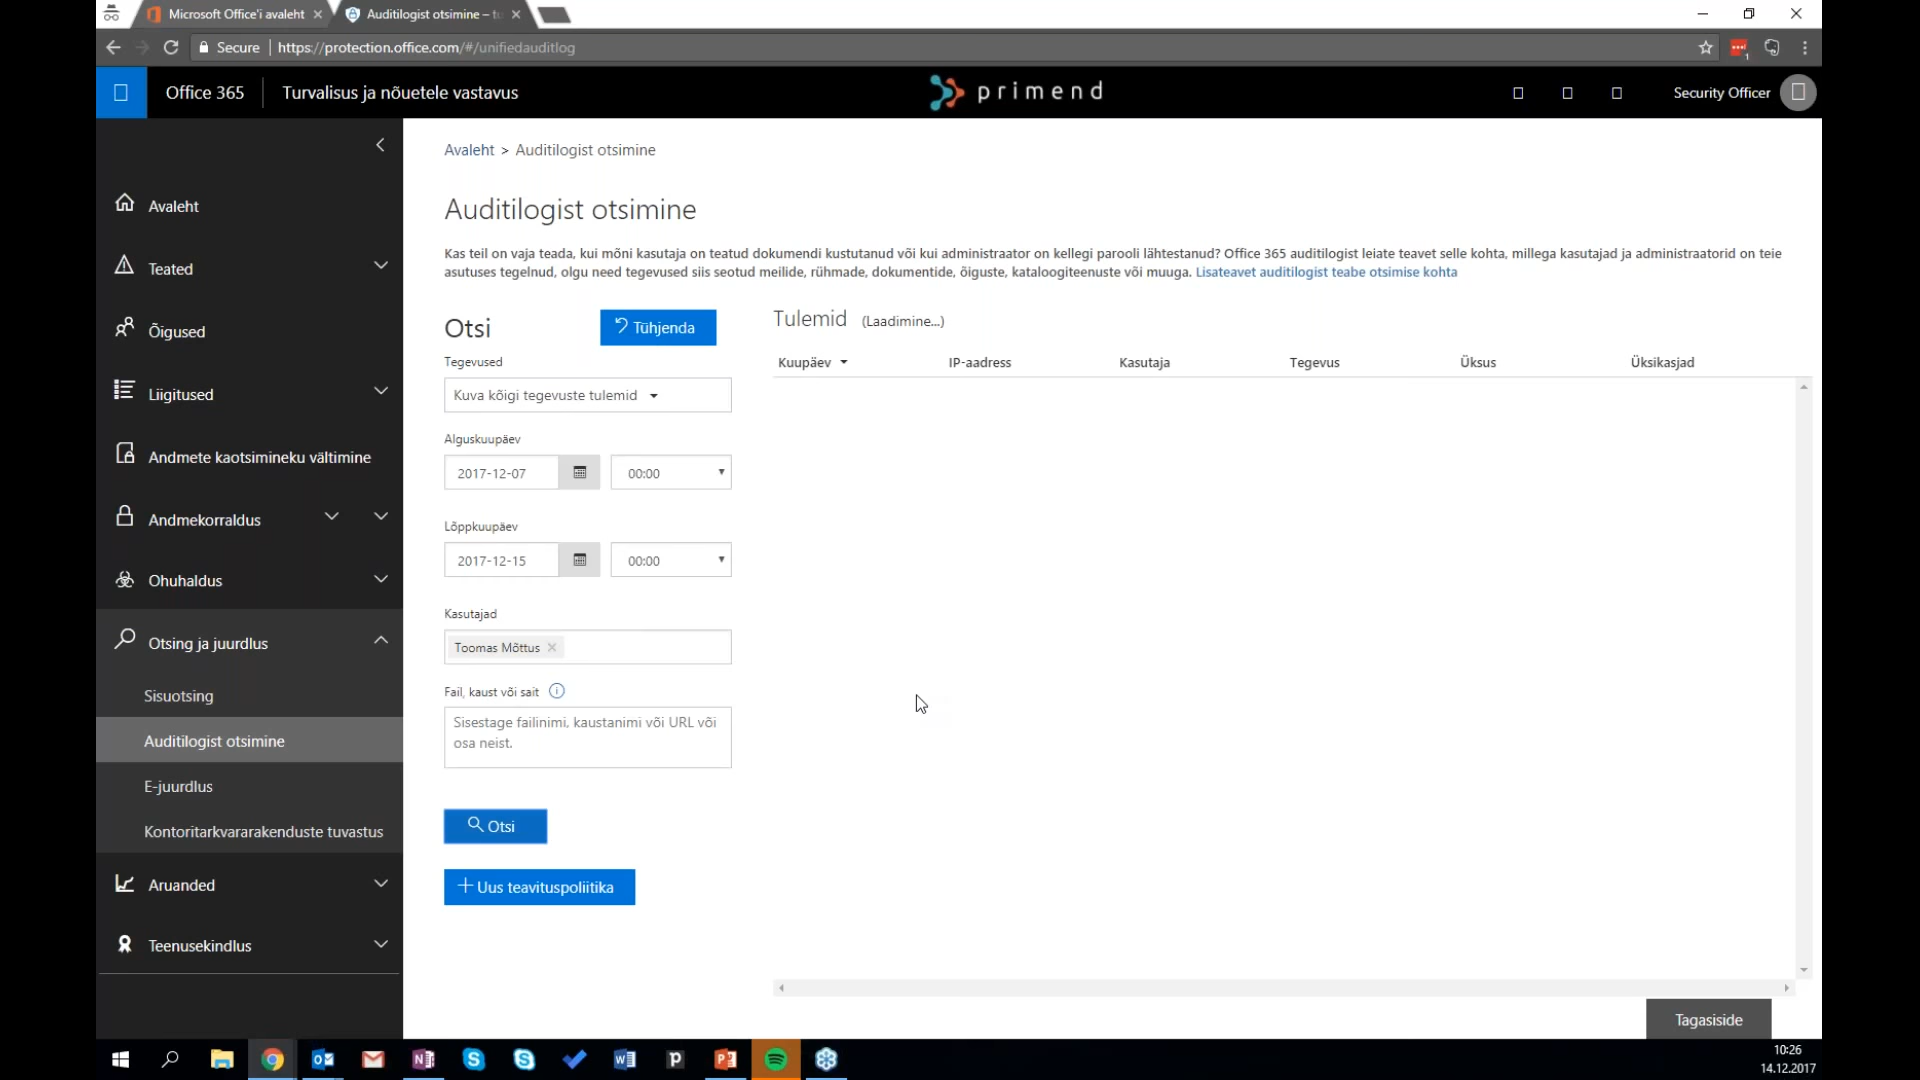 Microsoft Office'i avaleht
Auditilogist otsimine – t
Secure | https://protection.office.com/#/unifiedauditlog
Office 365
Turvalisus ja nõuetele vastavus
primend
Security Officer
Avaleht
Teated
Õigused
Liigitused
Andmete kaotsimineku vältimine
Andmekorraldus
Ohuhaldus
Otsing ja juurdlus
Sisuotsing
Auditilogist otsimine
E-juurdlus
Kontoritarkvararakenduste tuvastus
Aruanded
Teenusekindlus
Avaleht > Auditilogist otsimine
Auditilogist otsimine
Kas teil on vaja teada, kui mõni kasutaja on teatud dokumendi kustutanud või kui administraator on kellegi parooli lähtestanud? Office 365 auditilogist leiate teavet selle kohta, millega kasutajad ja administraatorid on teie
asutuses tegelnud, olgu need tegevused siis seotud meilide, rühmade, dokumentide, õiguste, kataloogiteenuste või muuga. Lisateavet auditilogist teabe otsimise kohta
Otsi
Tühjenda
Tegevused
Kuva kõigi tegevuste tulemid
Alguskuupäev
2017-12-07
00:00
Lõppkuupäev
2017-12-15
00:00
Kasutajad
Toomas Mõttus
Fail, kaust või sait
Sisestage failinimi, kaustanimi või URL või
osa neist.
Otsi
Uus teavituspoliitika
Tulemid (Laadimine...)
Kuupäev IP-aadress Kasutaja Tegevus Üksus Üksikasjad
Tagasiside
10:26
14.12.2017